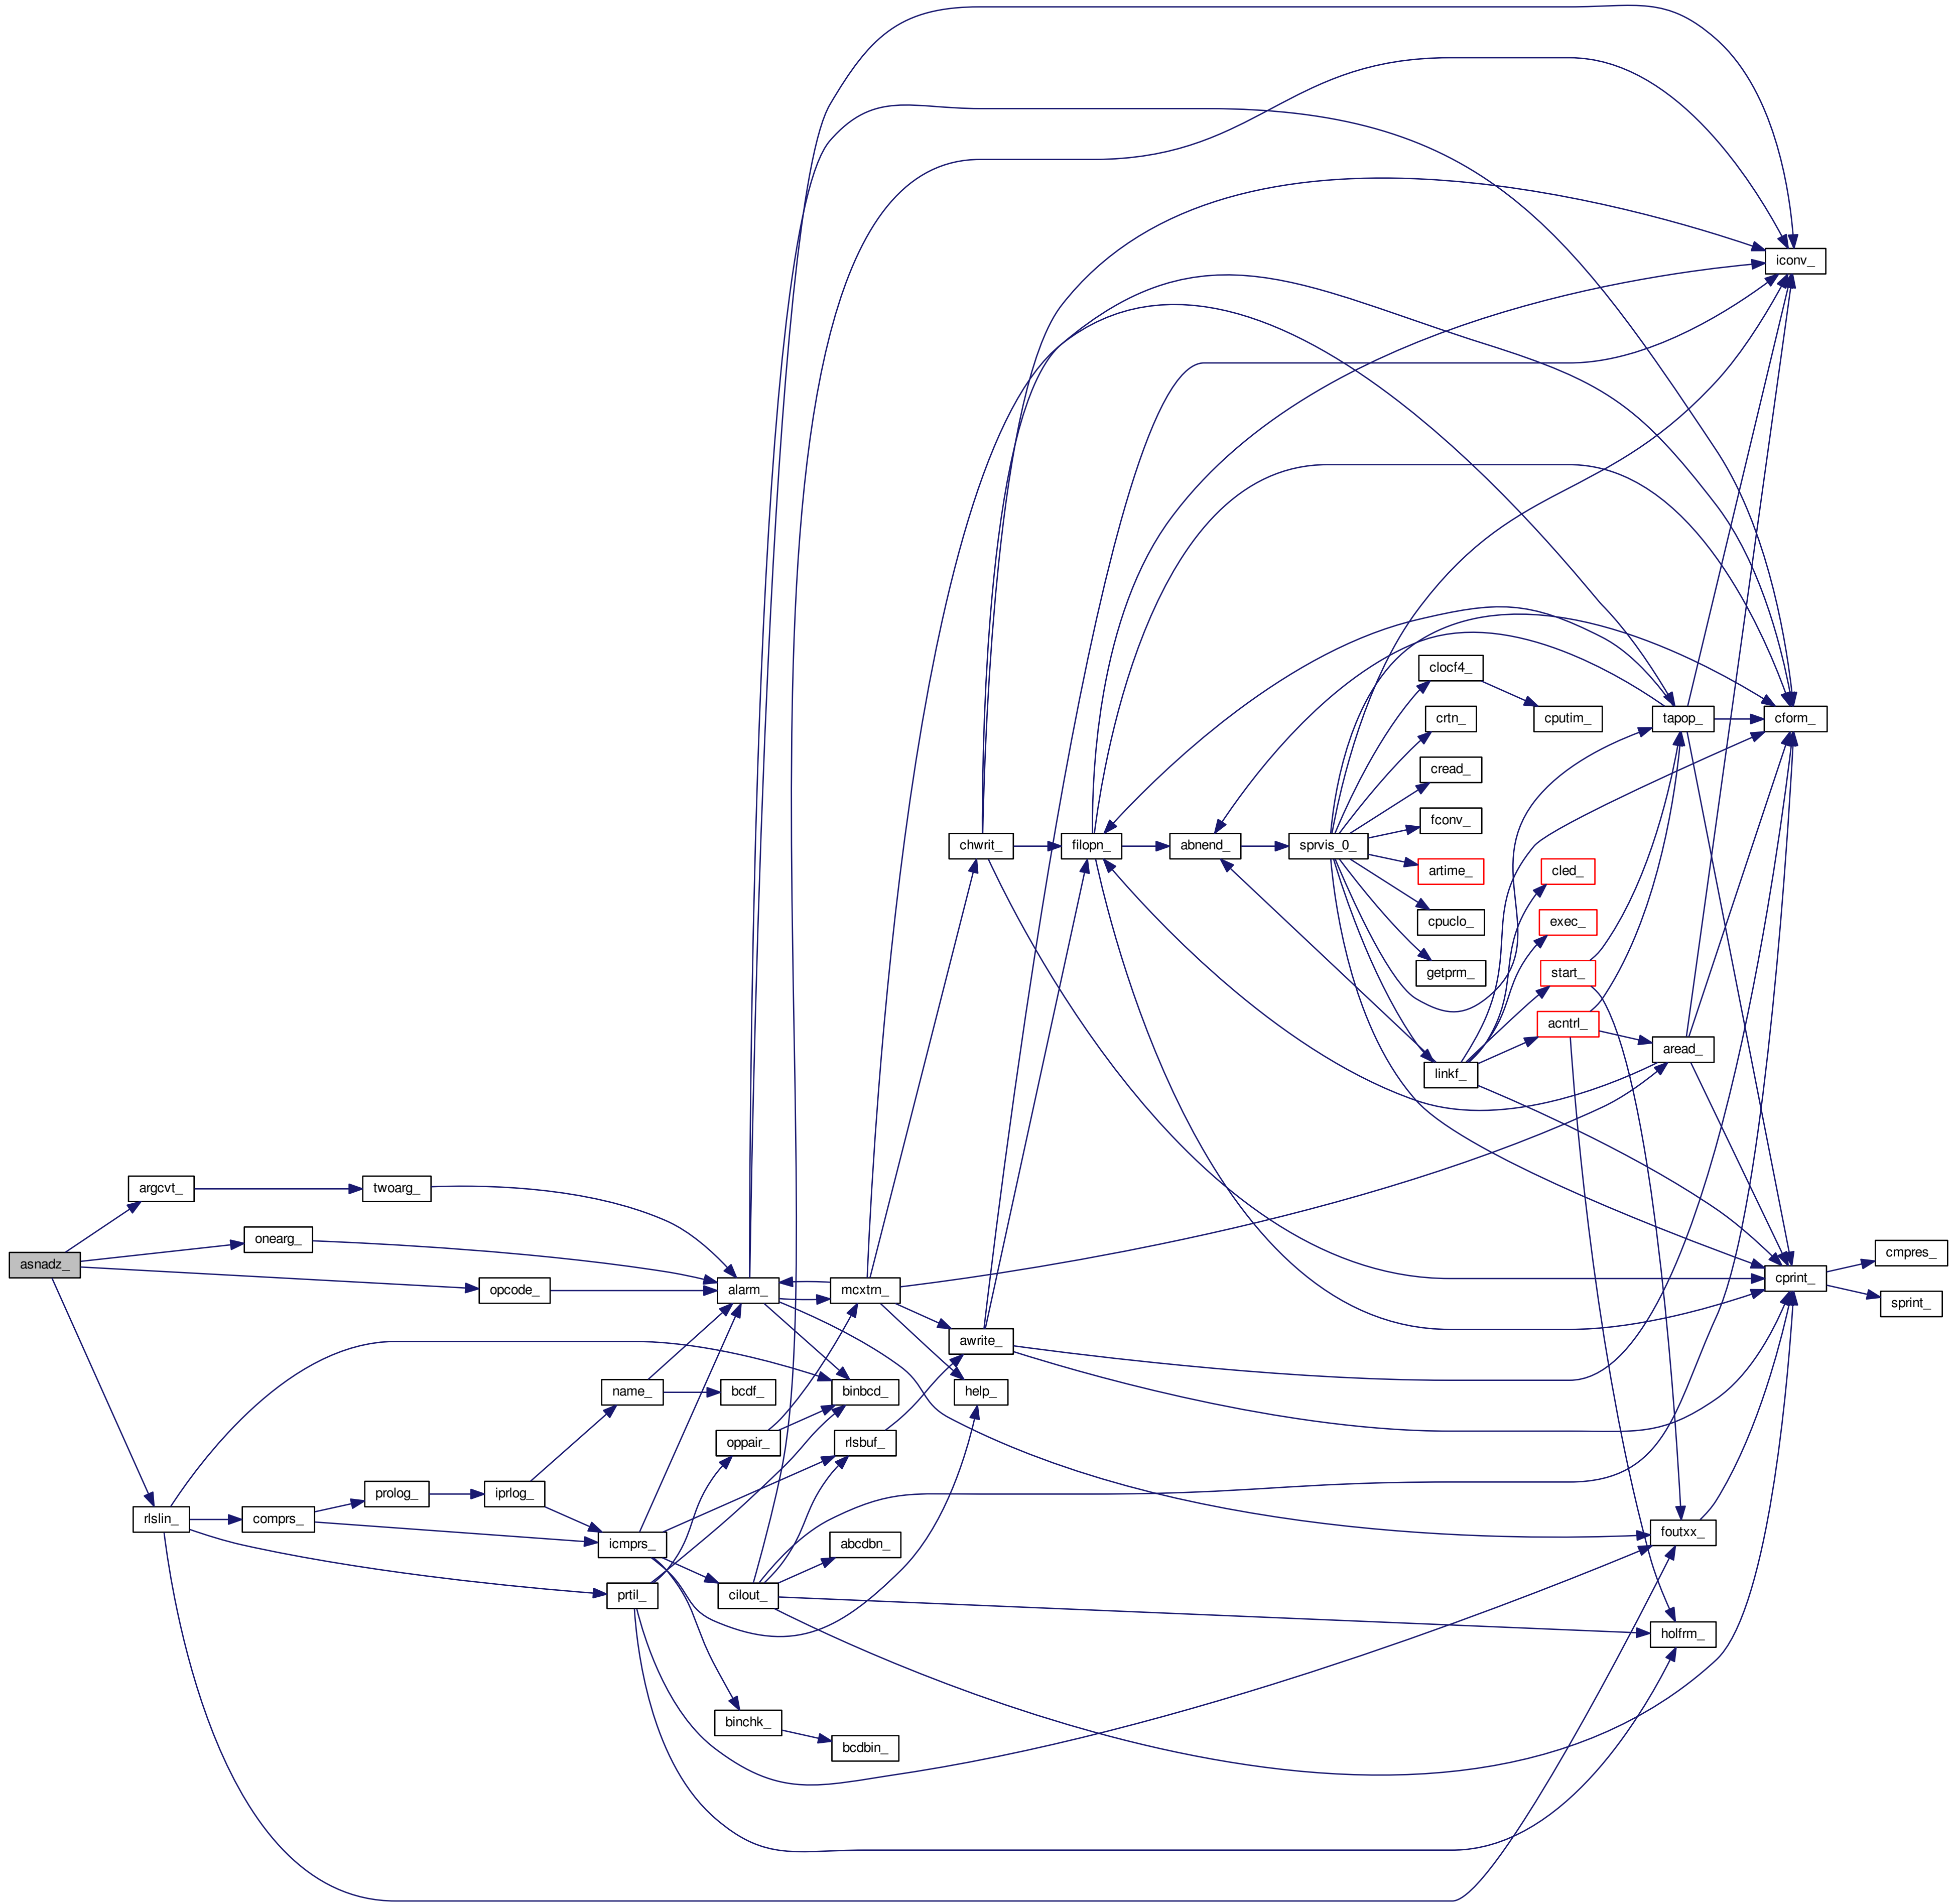 iconv_
clocf4_
crtn_
cputim_
tapop_
cform_
cread_
fconv_
chwrit_
filopn_
abnend_
sprvis_0_
artime_
cled_
cpuclo_
exec_
getprm_
start_
acntrl_
aread_
linkf_
argcvt_
twoarg_
onearg_
asnadz_
opcode_
alarm_
mcxtrn_
cprint_
cmpres_
sprint_
awrite_
name_
bcdf_
binbcd_
help_
oppair_
rlsbuf_
prolog_
iprlog_
rlslin_
comprs_
icmprs_
abcdbn_
foutxx_
prtil_
cilout_
holfrm_
binchk_
bcdbin_